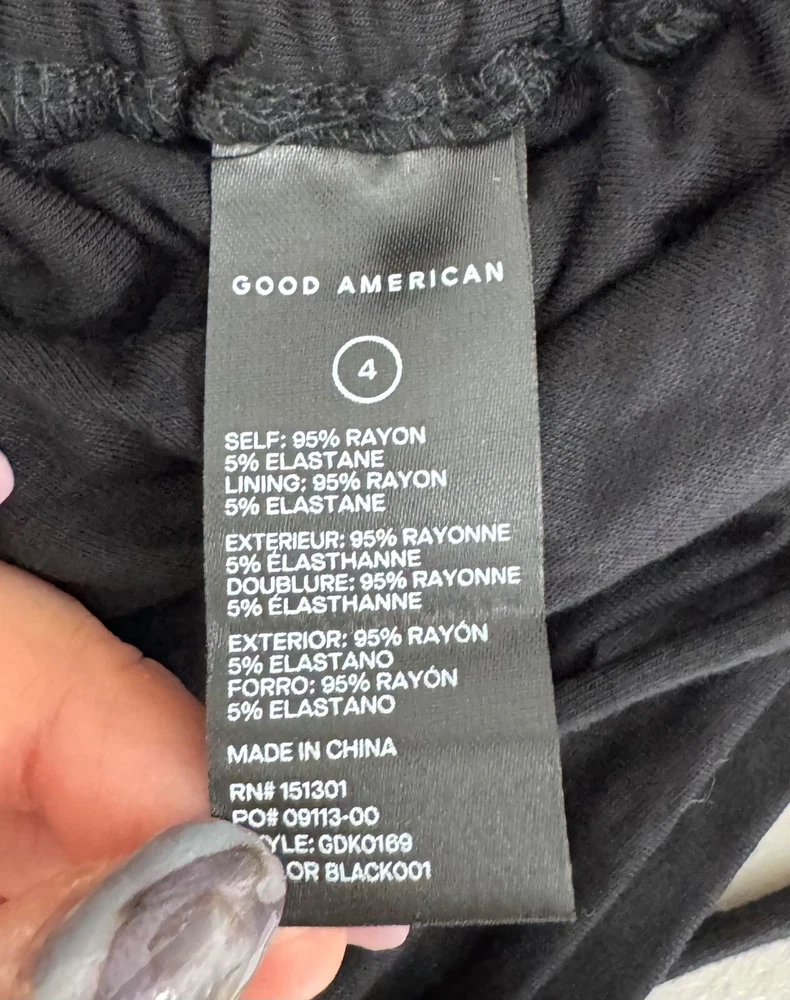 GOOD AMERICAN
4
SELF: 95% RAYON
5% ELASTANE
LINING: 95% RAYON
5% ELASTANE
EXTERIEUR: 95% RAYONNE
5% ÉLASTHANNE
DOUBLURE: 95% RAYONNE
5% ÉLASTHANNE
EXTERIOR: 95% RAYÓN
5% ELASTANO
FORRO: 95% RAYÓN
5% ELASTANO
MADE IN CHINA
RN# 151301
PO# 09113-00
YLE: GDK0169
LOR BLACK001